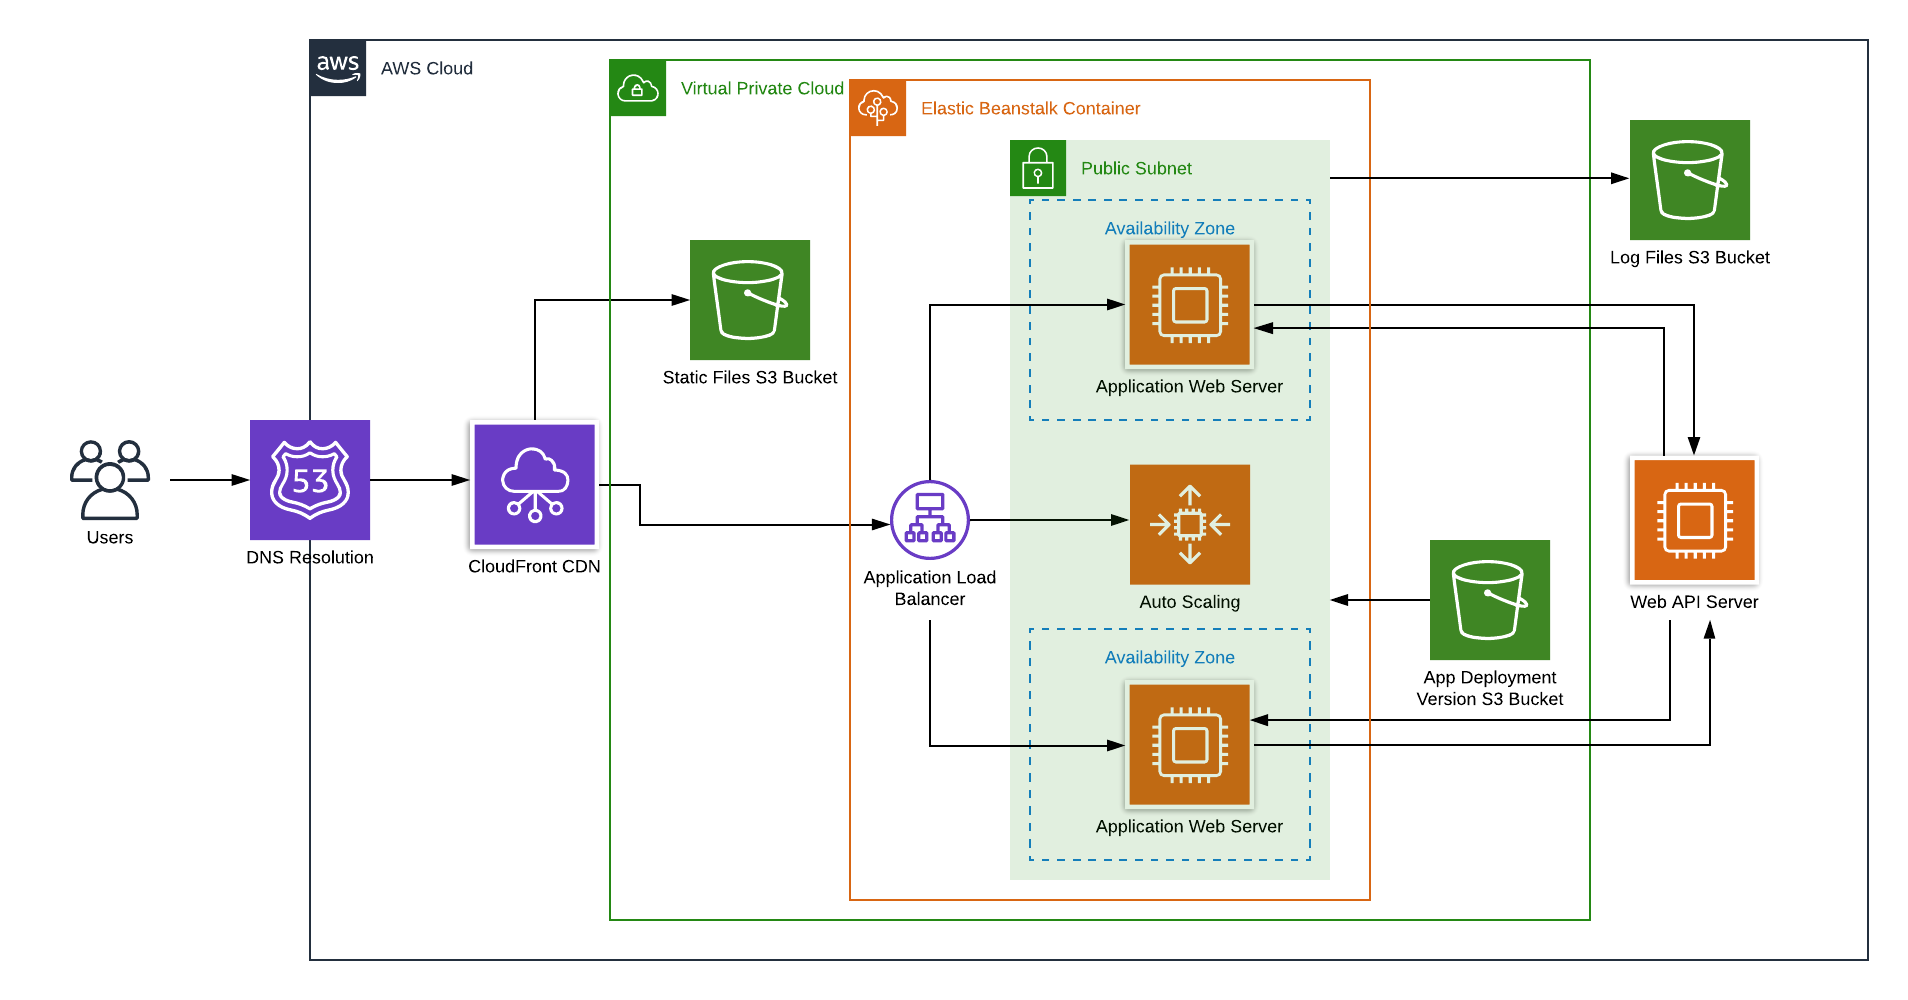 aws
AWS Cloud
Virtual Private Cloud
Elastic Beanstalk Container
Public Subnet
Availability Zone
Application Web Server
Log Files S3 Bucket
Static Files S3 Bucket
Users
53
DNS Resolution
CloudFront CDN
Application Load
Balancer
Auto Scaling
Web API Server
Availability Zone
App Deployment
Version S3 Bucket
Application Web Server